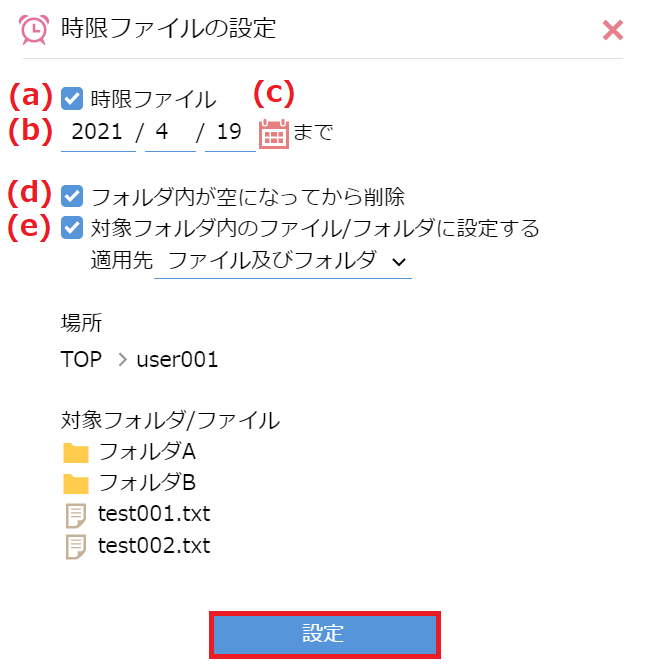 時限ファイルの設定
(a) 時限ファイル (c)
(b) 2021 / 4 / 19 まで
(d) フォルダ内が空になってから削除
(e) 対象フォルダ内のファイル/フォルダに設定する
適用先 ファイル及びフォルダ
場所
TOP > user001
対象フォルダ/ファイル
フォルダA
フォルダB
test001.txt
test002.txt
設定